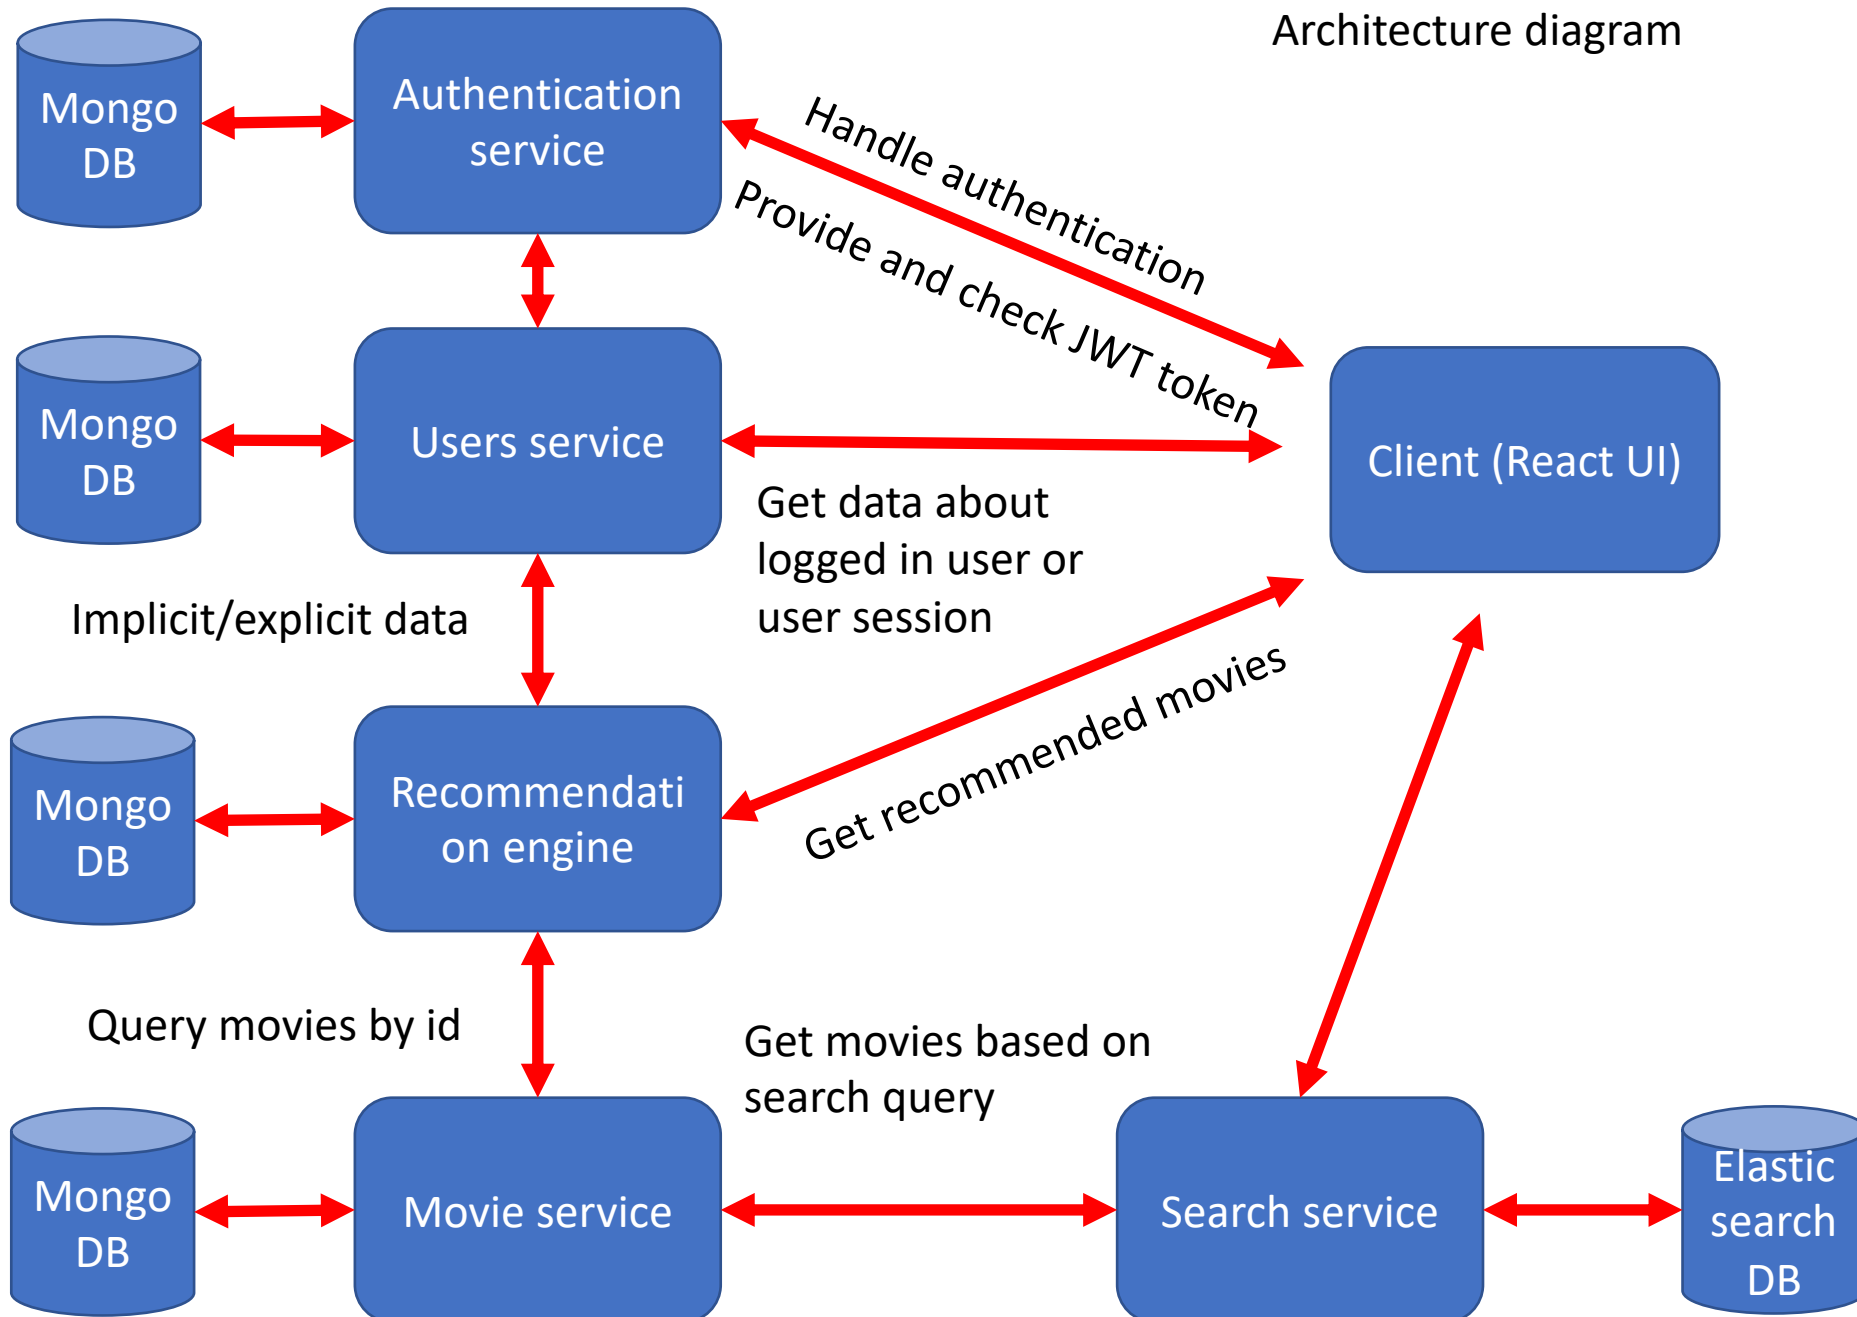 Architecture diagram
Mongo
DB
Authentication
service
Handle authentication
Provide and check JWT token
Mongo
DB
Users service
Client (React UI)
Get data about
logged in user or
user session
Implicit/explicit data
Mongo
DB
Recommendati
on engine
Get recommended movies
Query movies by id
Get movies based on
search query
Mongo
DB
Movie service
Search service
Elastic
search
DB